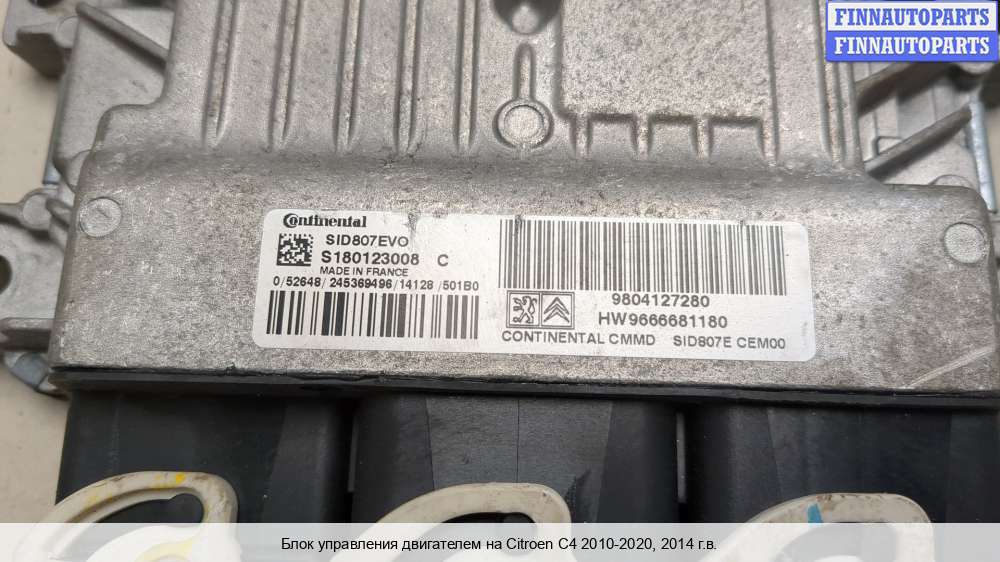 FINNAUTOPARTS
FINNAUTOPARTS
Continental
SID807EVO
S180123008 C
MADE IN FRANCE
0/52648/245369496/14128/501B0
9804127280
HW9666681180
CONTINENTAL CMMD SID807E CEM00
Блок управления двигателем на Citroen C4 2010-2020, 2014 г.в.